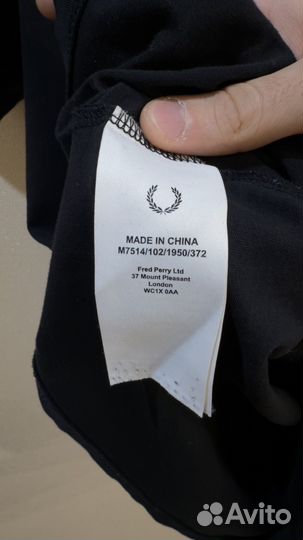 MADE IN CHINA
M7514/102/1950/372
Fred Perry Ltd
37 Mount Pleasant
London
WC1X 0AA
Avito